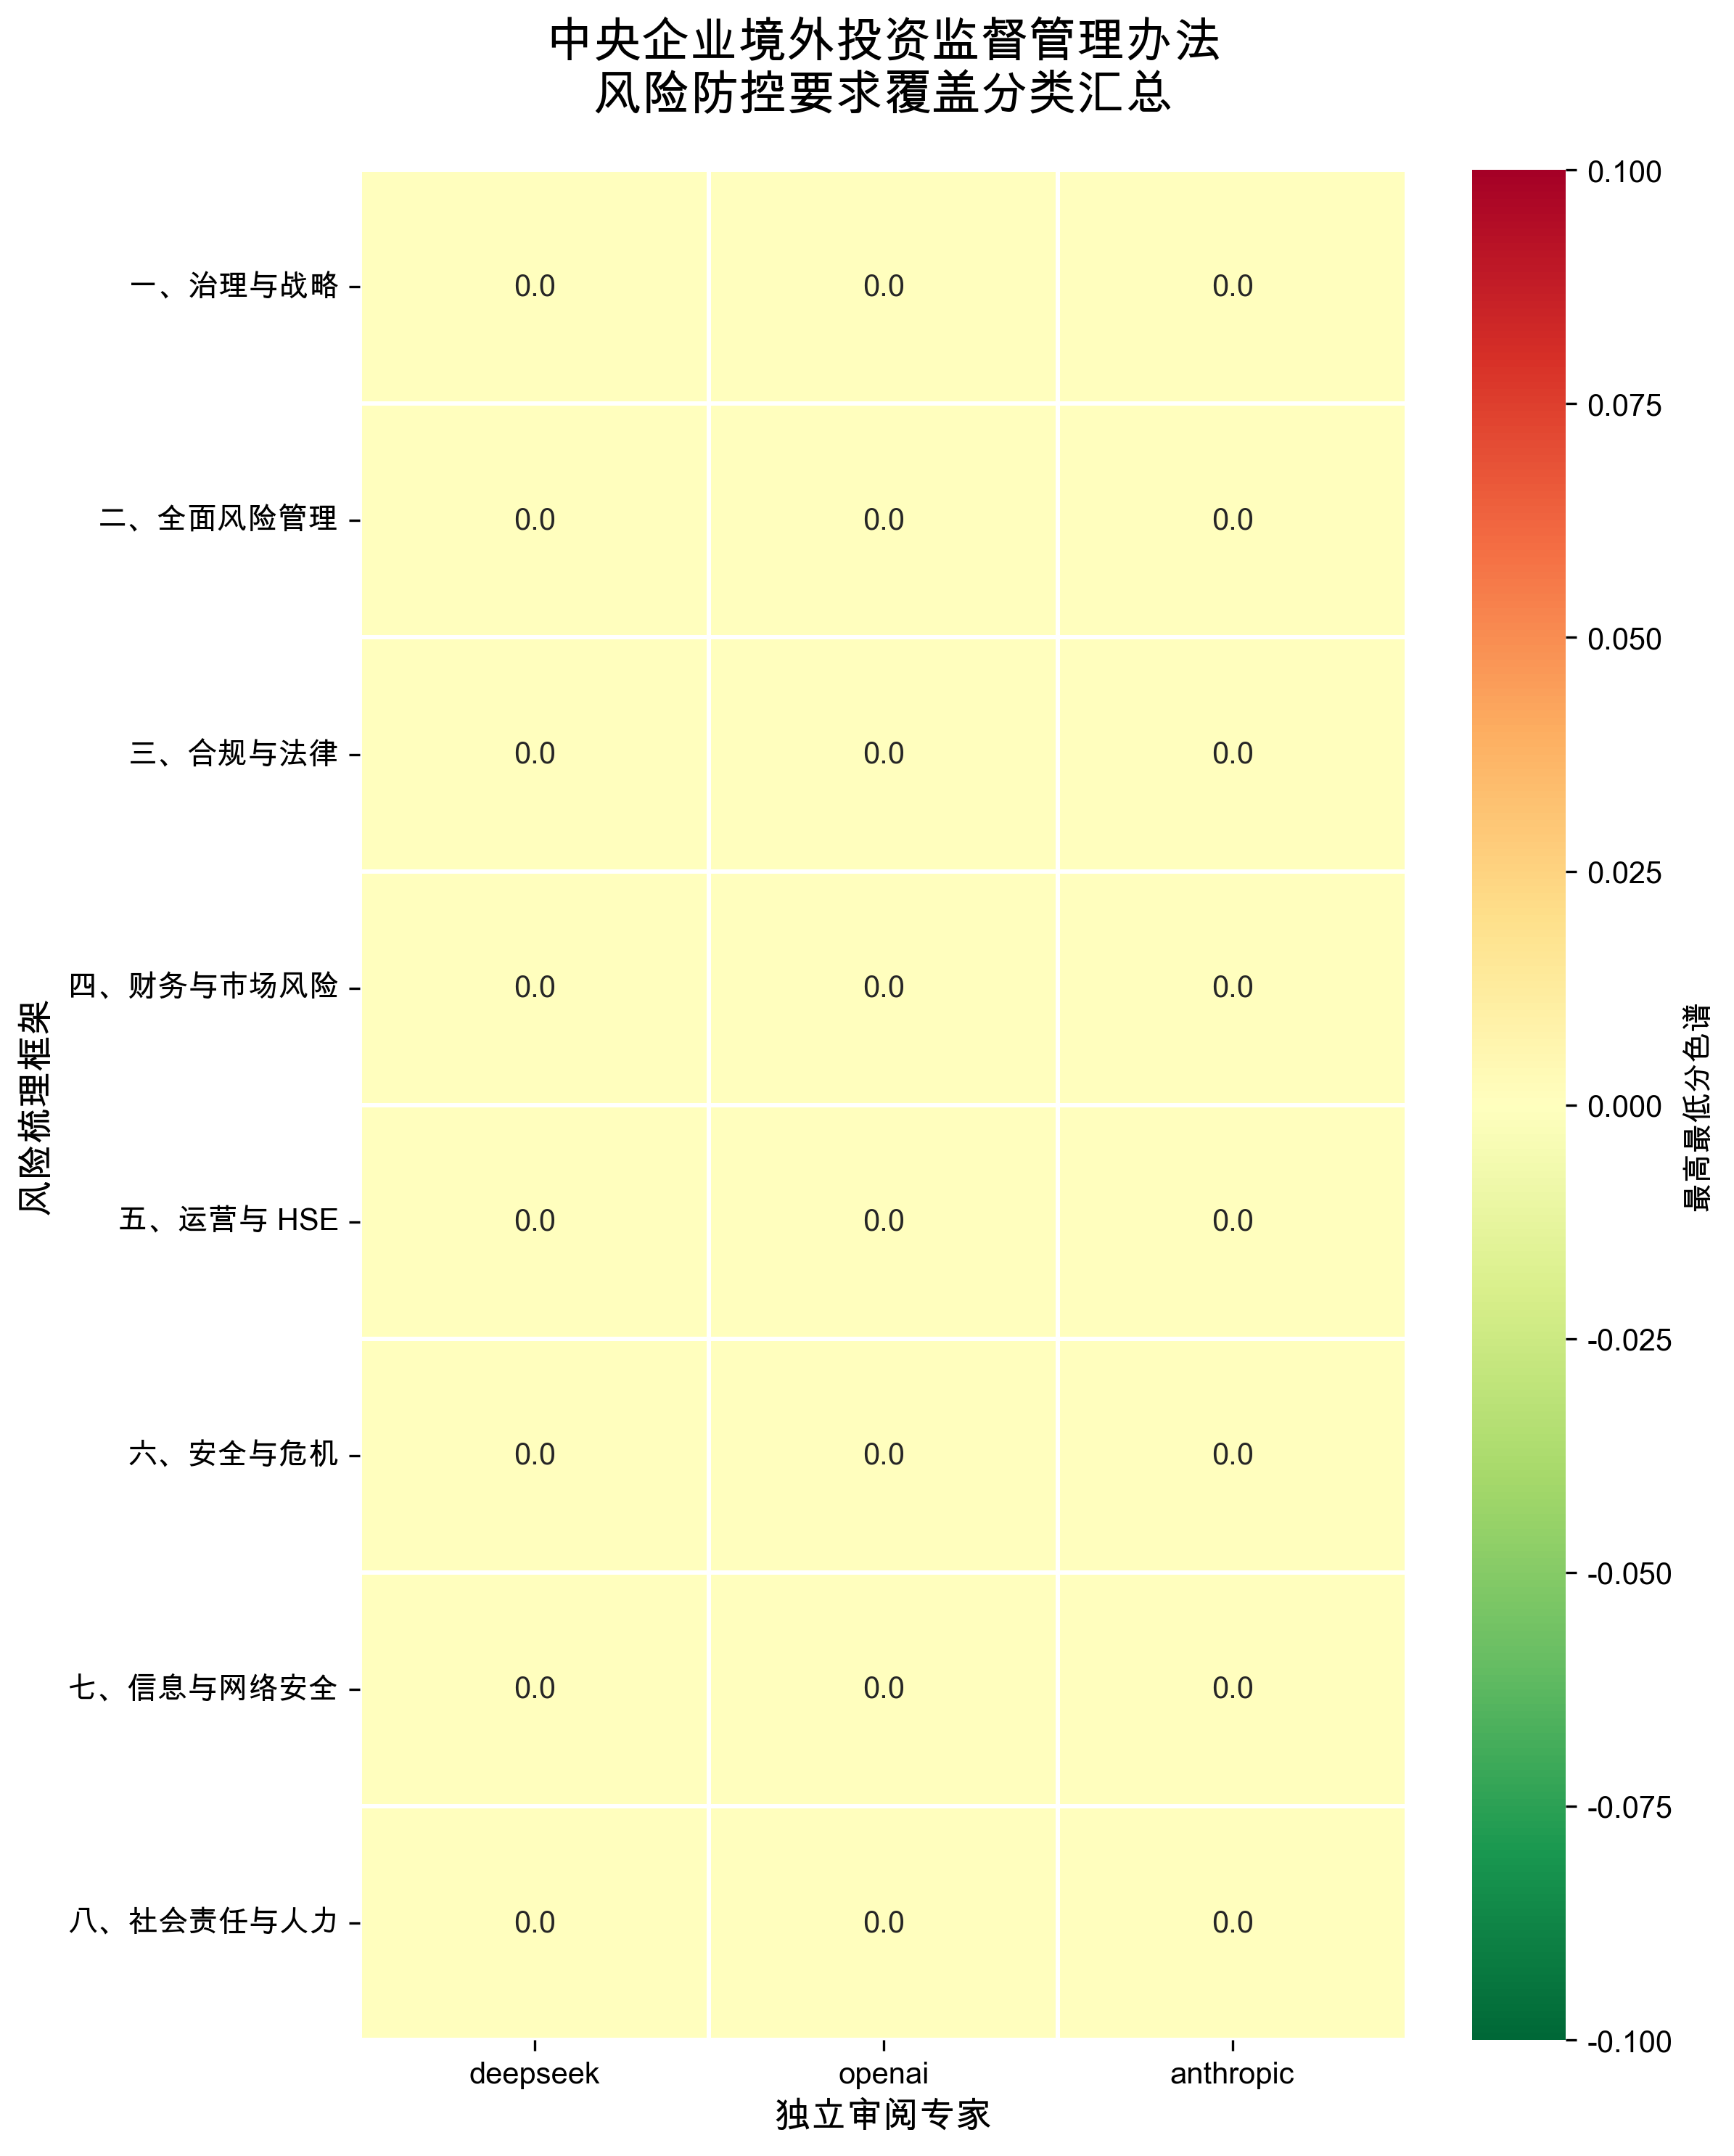 中央企业境外投资监督管理办法
风险防控要求覆盖分类汇总
风险梳理框架
一、治理与战略
0.0 0.0 0.0
二、全面风险管理
0.0 0.0 0.0
三、合规与法律
0.0 0.0 0.0
四、财务与市场风险
0.0 0.0 0.0
五、运营与 HSE
0.0 0.0 0.0
六、安全与危机
0.0 0.0 0.0
七、信息与网络安全
0.0 0.0 0.0
八、社会责任与人力
0.0 0.0 0.0
deepseek openai anthropic
独立审阅专家
0.100
0.075
0.050
0.025
0.000
-0.025
-0.050
-0.075
-0.100
最高最低分色谱